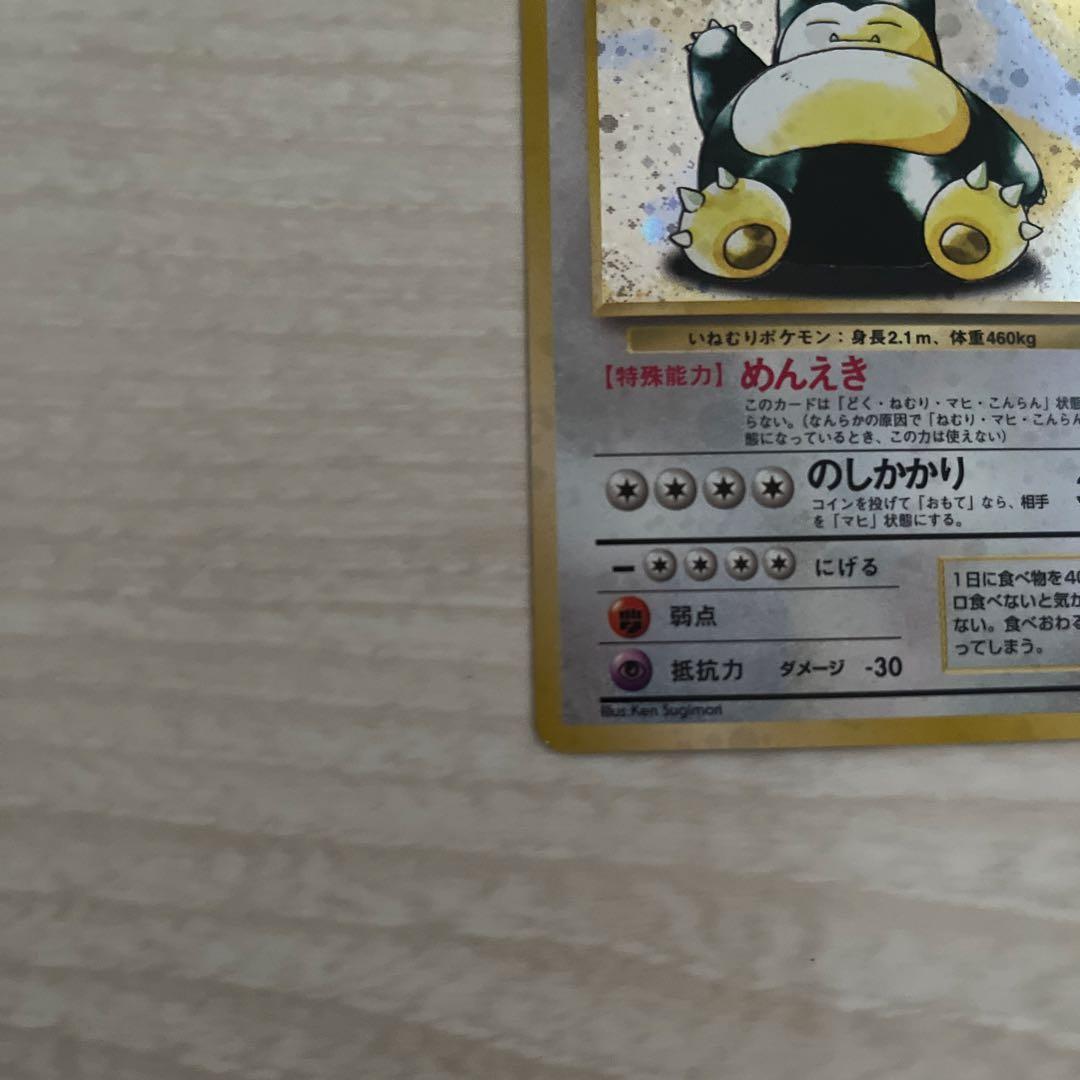 いねむりポケモン：身長2.1m、体重460kg
【特殊能力】めんえき
このカードは「どく・ねむり・マヒ・こんらん」状態
らない。(なんらかの原因で「ねむり・マヒ・こんらん
態になっているとき、この力は使えない)
のしかかり
コインを投げて「おもて」なら、相手
を「マヒ」状態にする。
ー にげる
弱点
抵抗力 ダメージ -30
1日に食べ物を40
ロ食べないと気が
ない。食べおわる
ってしまう。
Illus.Ken Sugimori